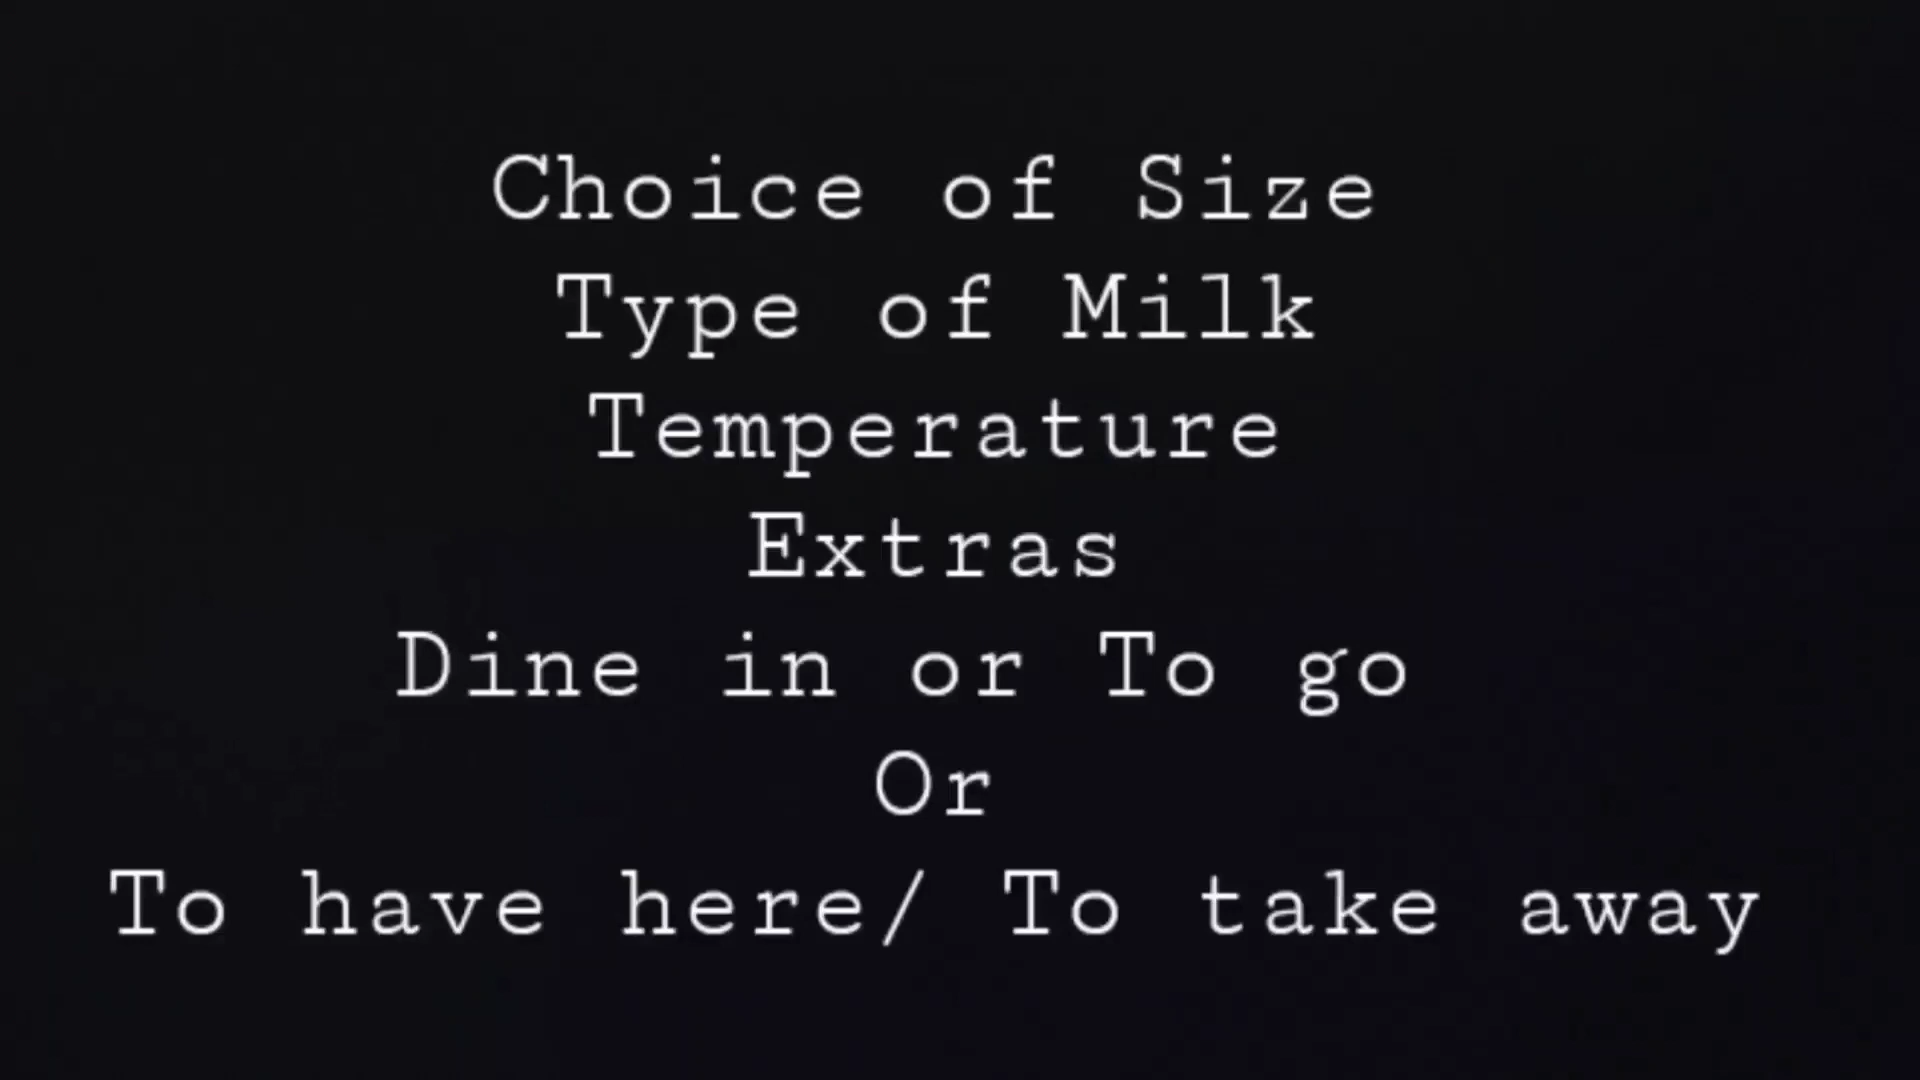 Choice of Size
Type of Milk
Temperature
Extras
Dine in or To go
Or
To have here/ To take away